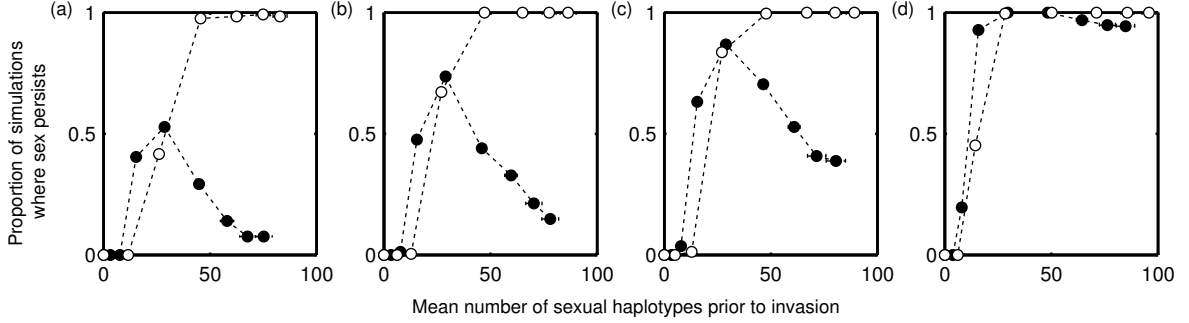 (a) (b) (c) (d)
Proportion of simulations
where sex persists
1 1 1 1
0.5 0.5 0.5 0.5
0 0 0 0
0 50 100 0 50 100 0 50 100 0 50 100
Mean number of sexual haplotypes prior to invasion